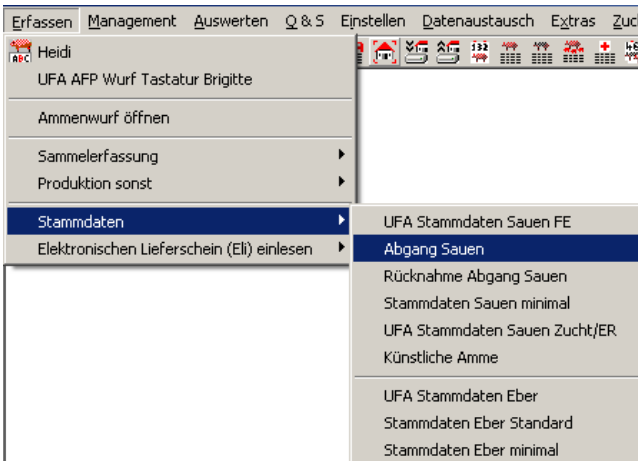 Erfassen Management Auswerten Q & S Einstellen Datenaustausch Extras
Heidi
UFA AFP Wurf Tastatur Brigitte
Ammenwurf öffnen
Sammelerfassung
Produktion sonst
Stammdaten
Elektronischen Lieferschein (Eli) einlesen
UFA Stammdaten Sauen FE
Abgang Sauen
Rücknahme Abgang Sauen
Stammdaten Sauen minimal
UFA Stammdaten Sauen Zucht/ER
Künstliche Amme
UFA Stammdaten Eber
Stammdaten Eber Standard
Stammdaten Eber minimal